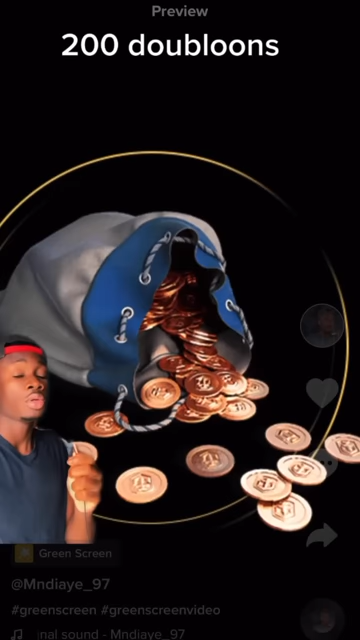 Preview
200 doubloons
Green Screen
@Mndiaye_97
#greenscreen #greenscreenvideo
nal sound - Mndiaye_97